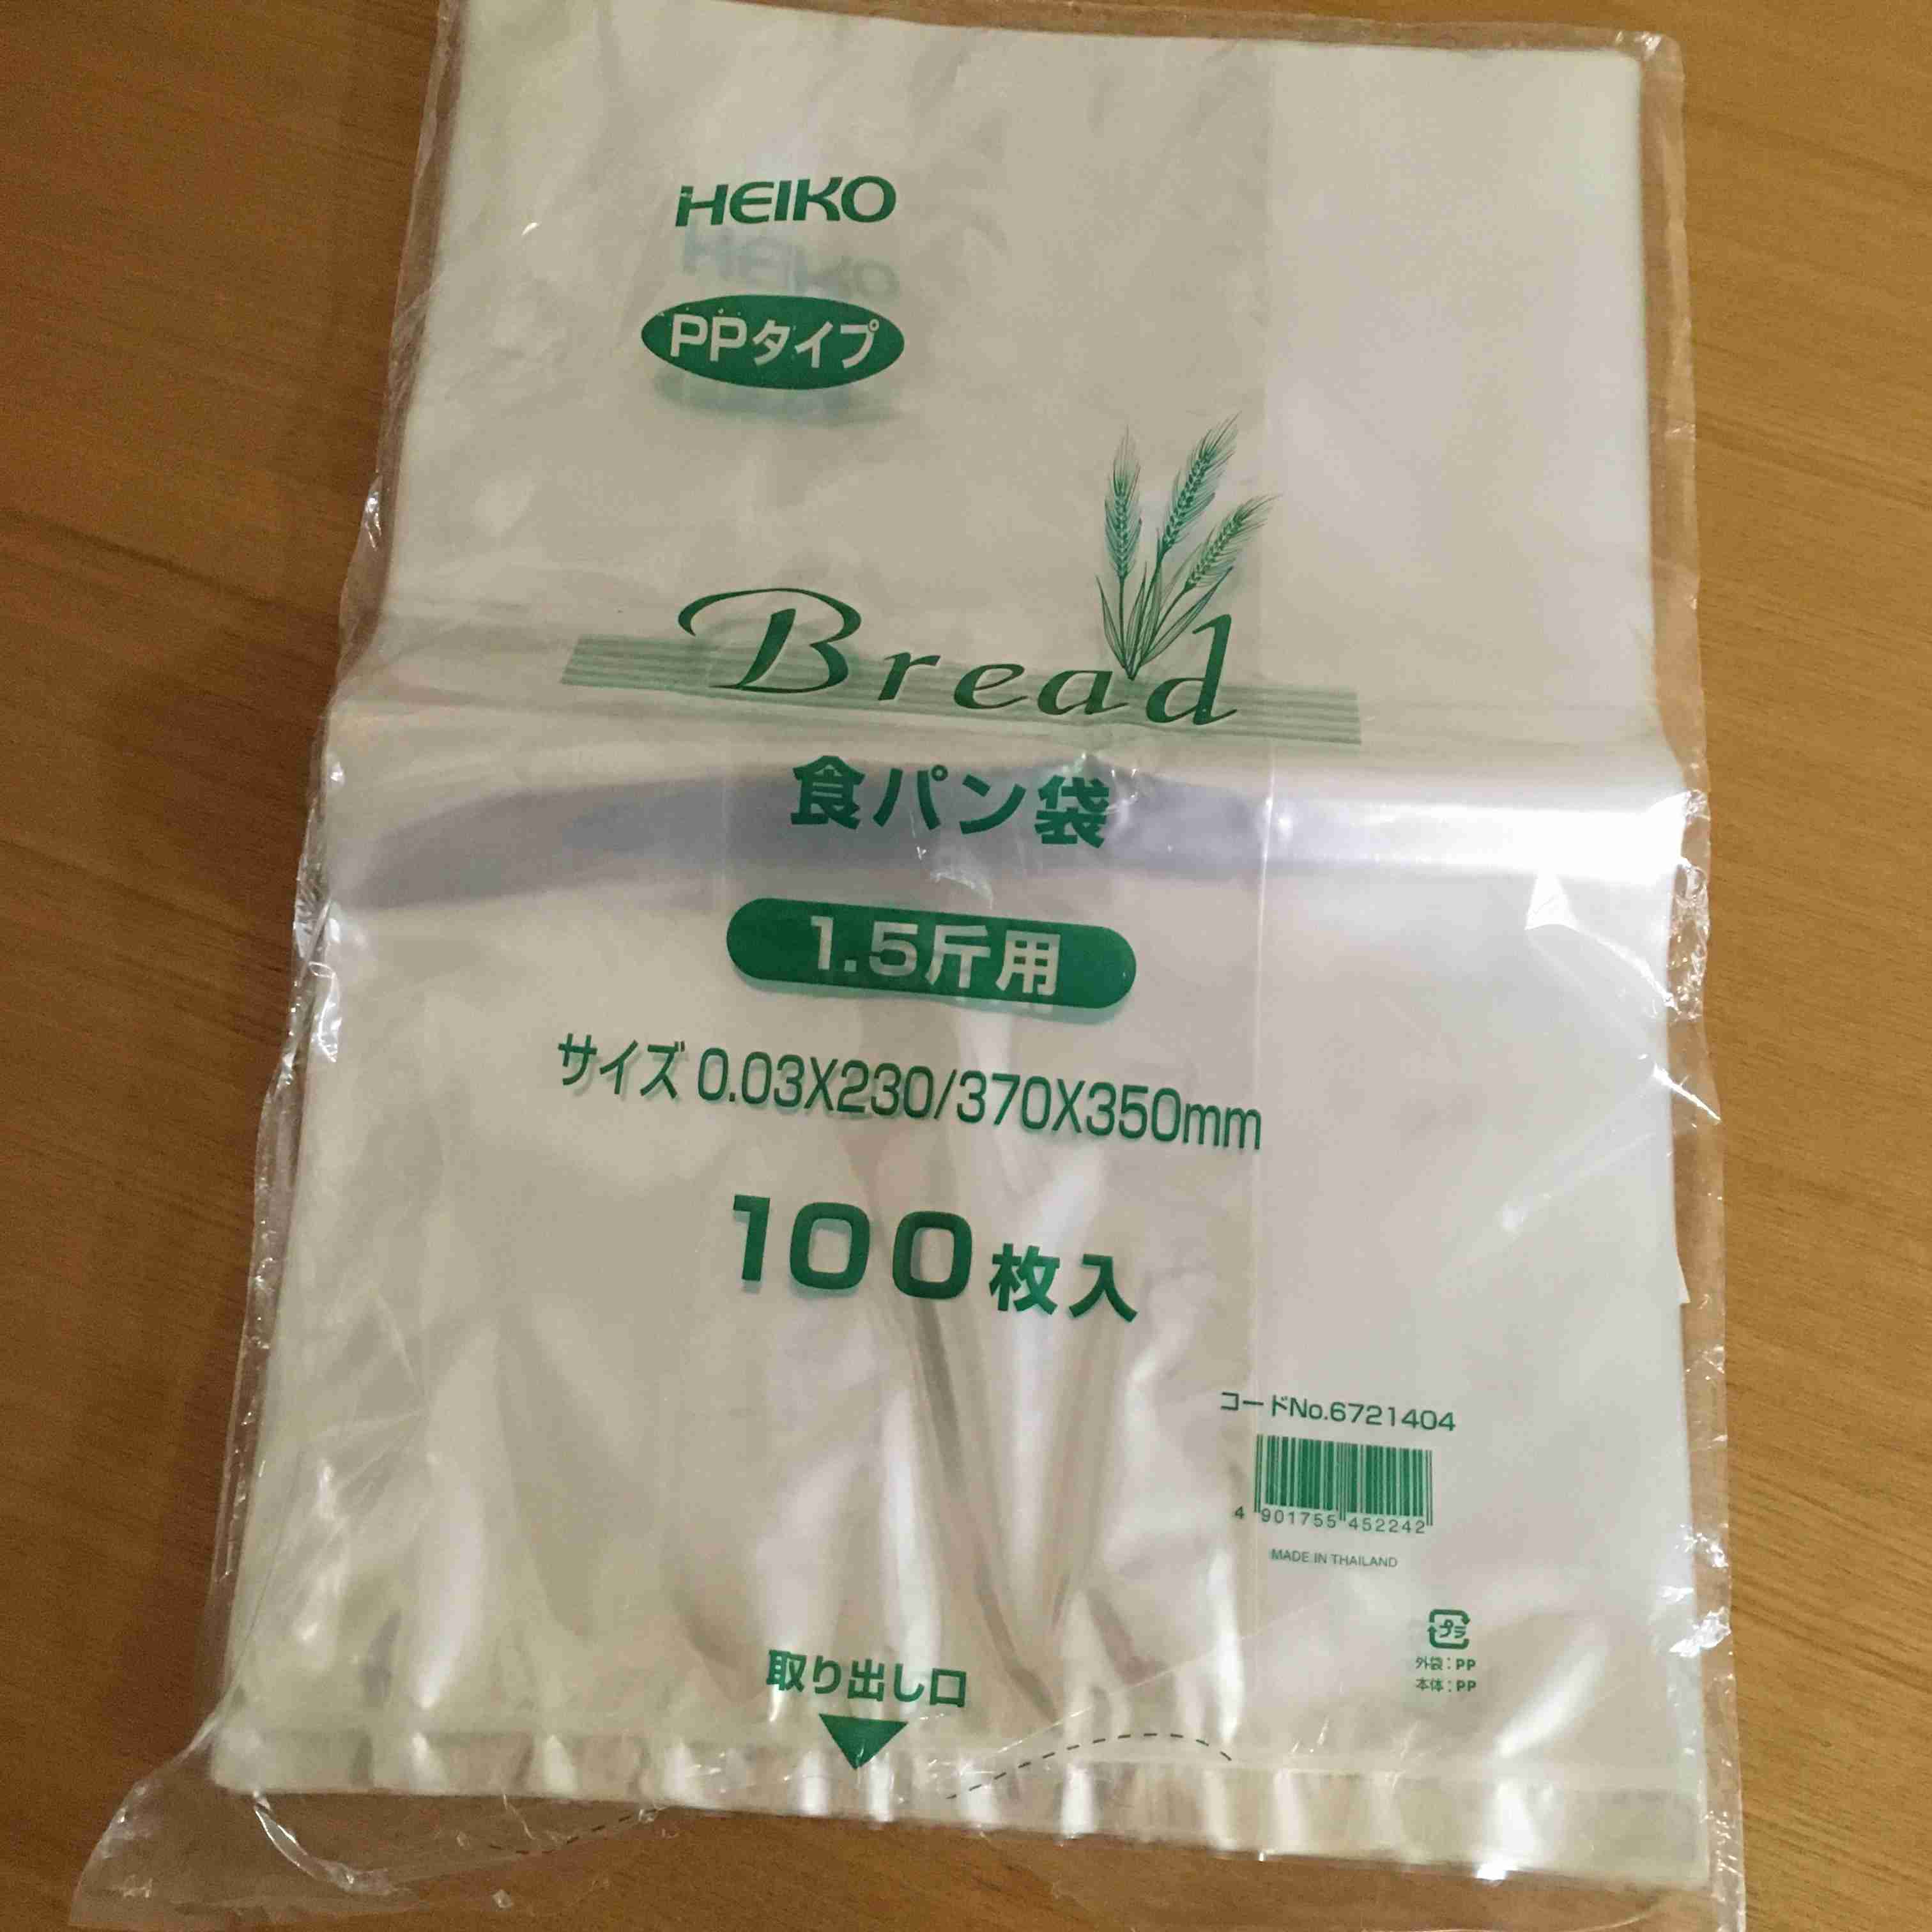 HEIKO
PPタイプ
Bread
食パン袋
1.5斤用
サイズ 0.03X230/370X350mm
100枚入
コードNo.6721404
4 901755 452242
MADE IN THAILAND
プラ
外袋:PP
本体:PP
取り出し口